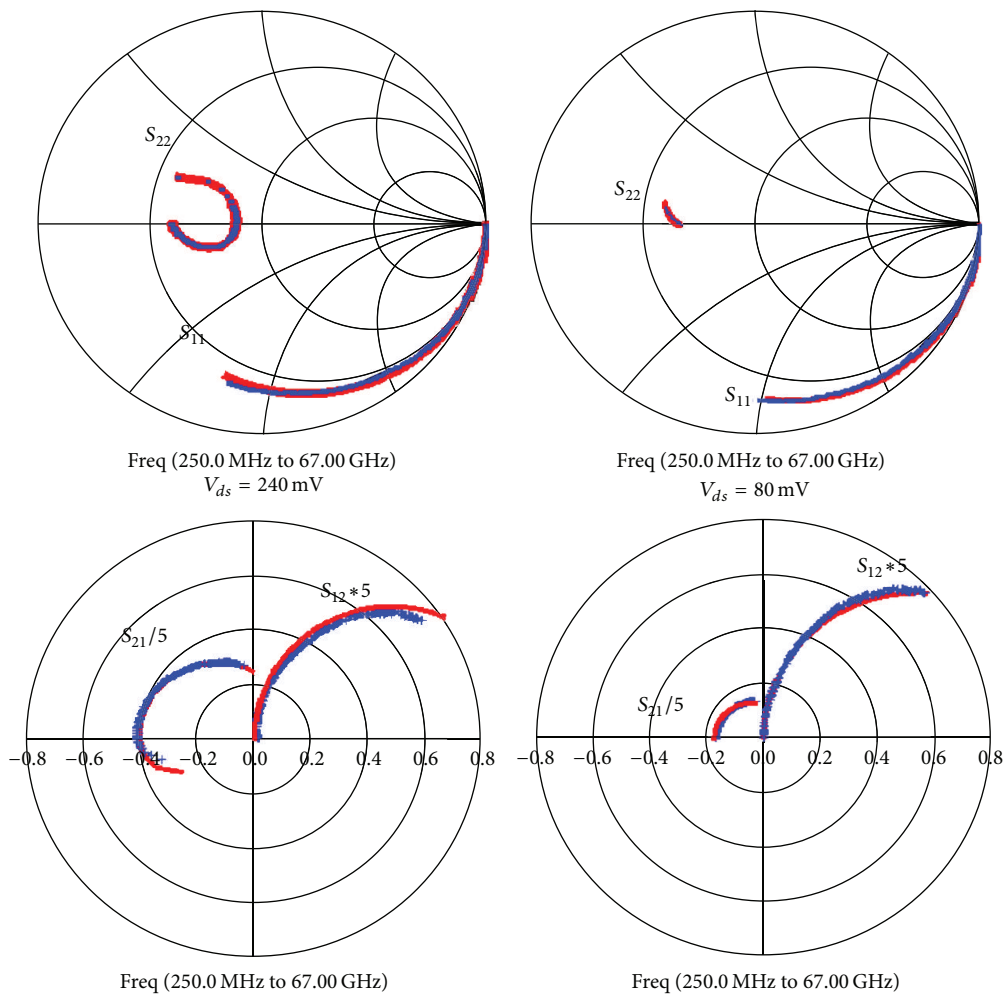 S22
S11
Freq (250.0 MHz to 67.00 GHz)
Vds = 240 mV
S22
S11
Freq (250.0 MHz to 67.00 GHz)
Vds = 80 mV
S12∗5
S21/5
−0.8 −0.6 −0.4 −0.2 0.0 0.2 0.4 0.6 0.8
Freq (250.0 MHz to 67.00 GHz)
S12∗5
S21/5
−0.8 −0.6 −0.4 −0.2 0.0 0.2 0.4 0.6 0.8
Freq (250.0 MHz to 67.00 GHz)